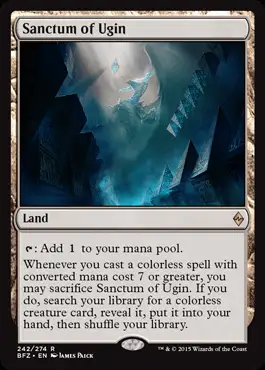 Sanctum of Ugin
Land
: Add 1 to your mana pool.
Whenever you cast a colorless spell with
converted mana cost 7 or greater, you
may sacrifice Sanctum of Ugin. If you
do, search your library for a colorless
creature card, reveal it, put it into your
hand, then shuffle your library.
242/274 R
BFZ • EN James Paick
™ & © 2015 Wizards of the Coast